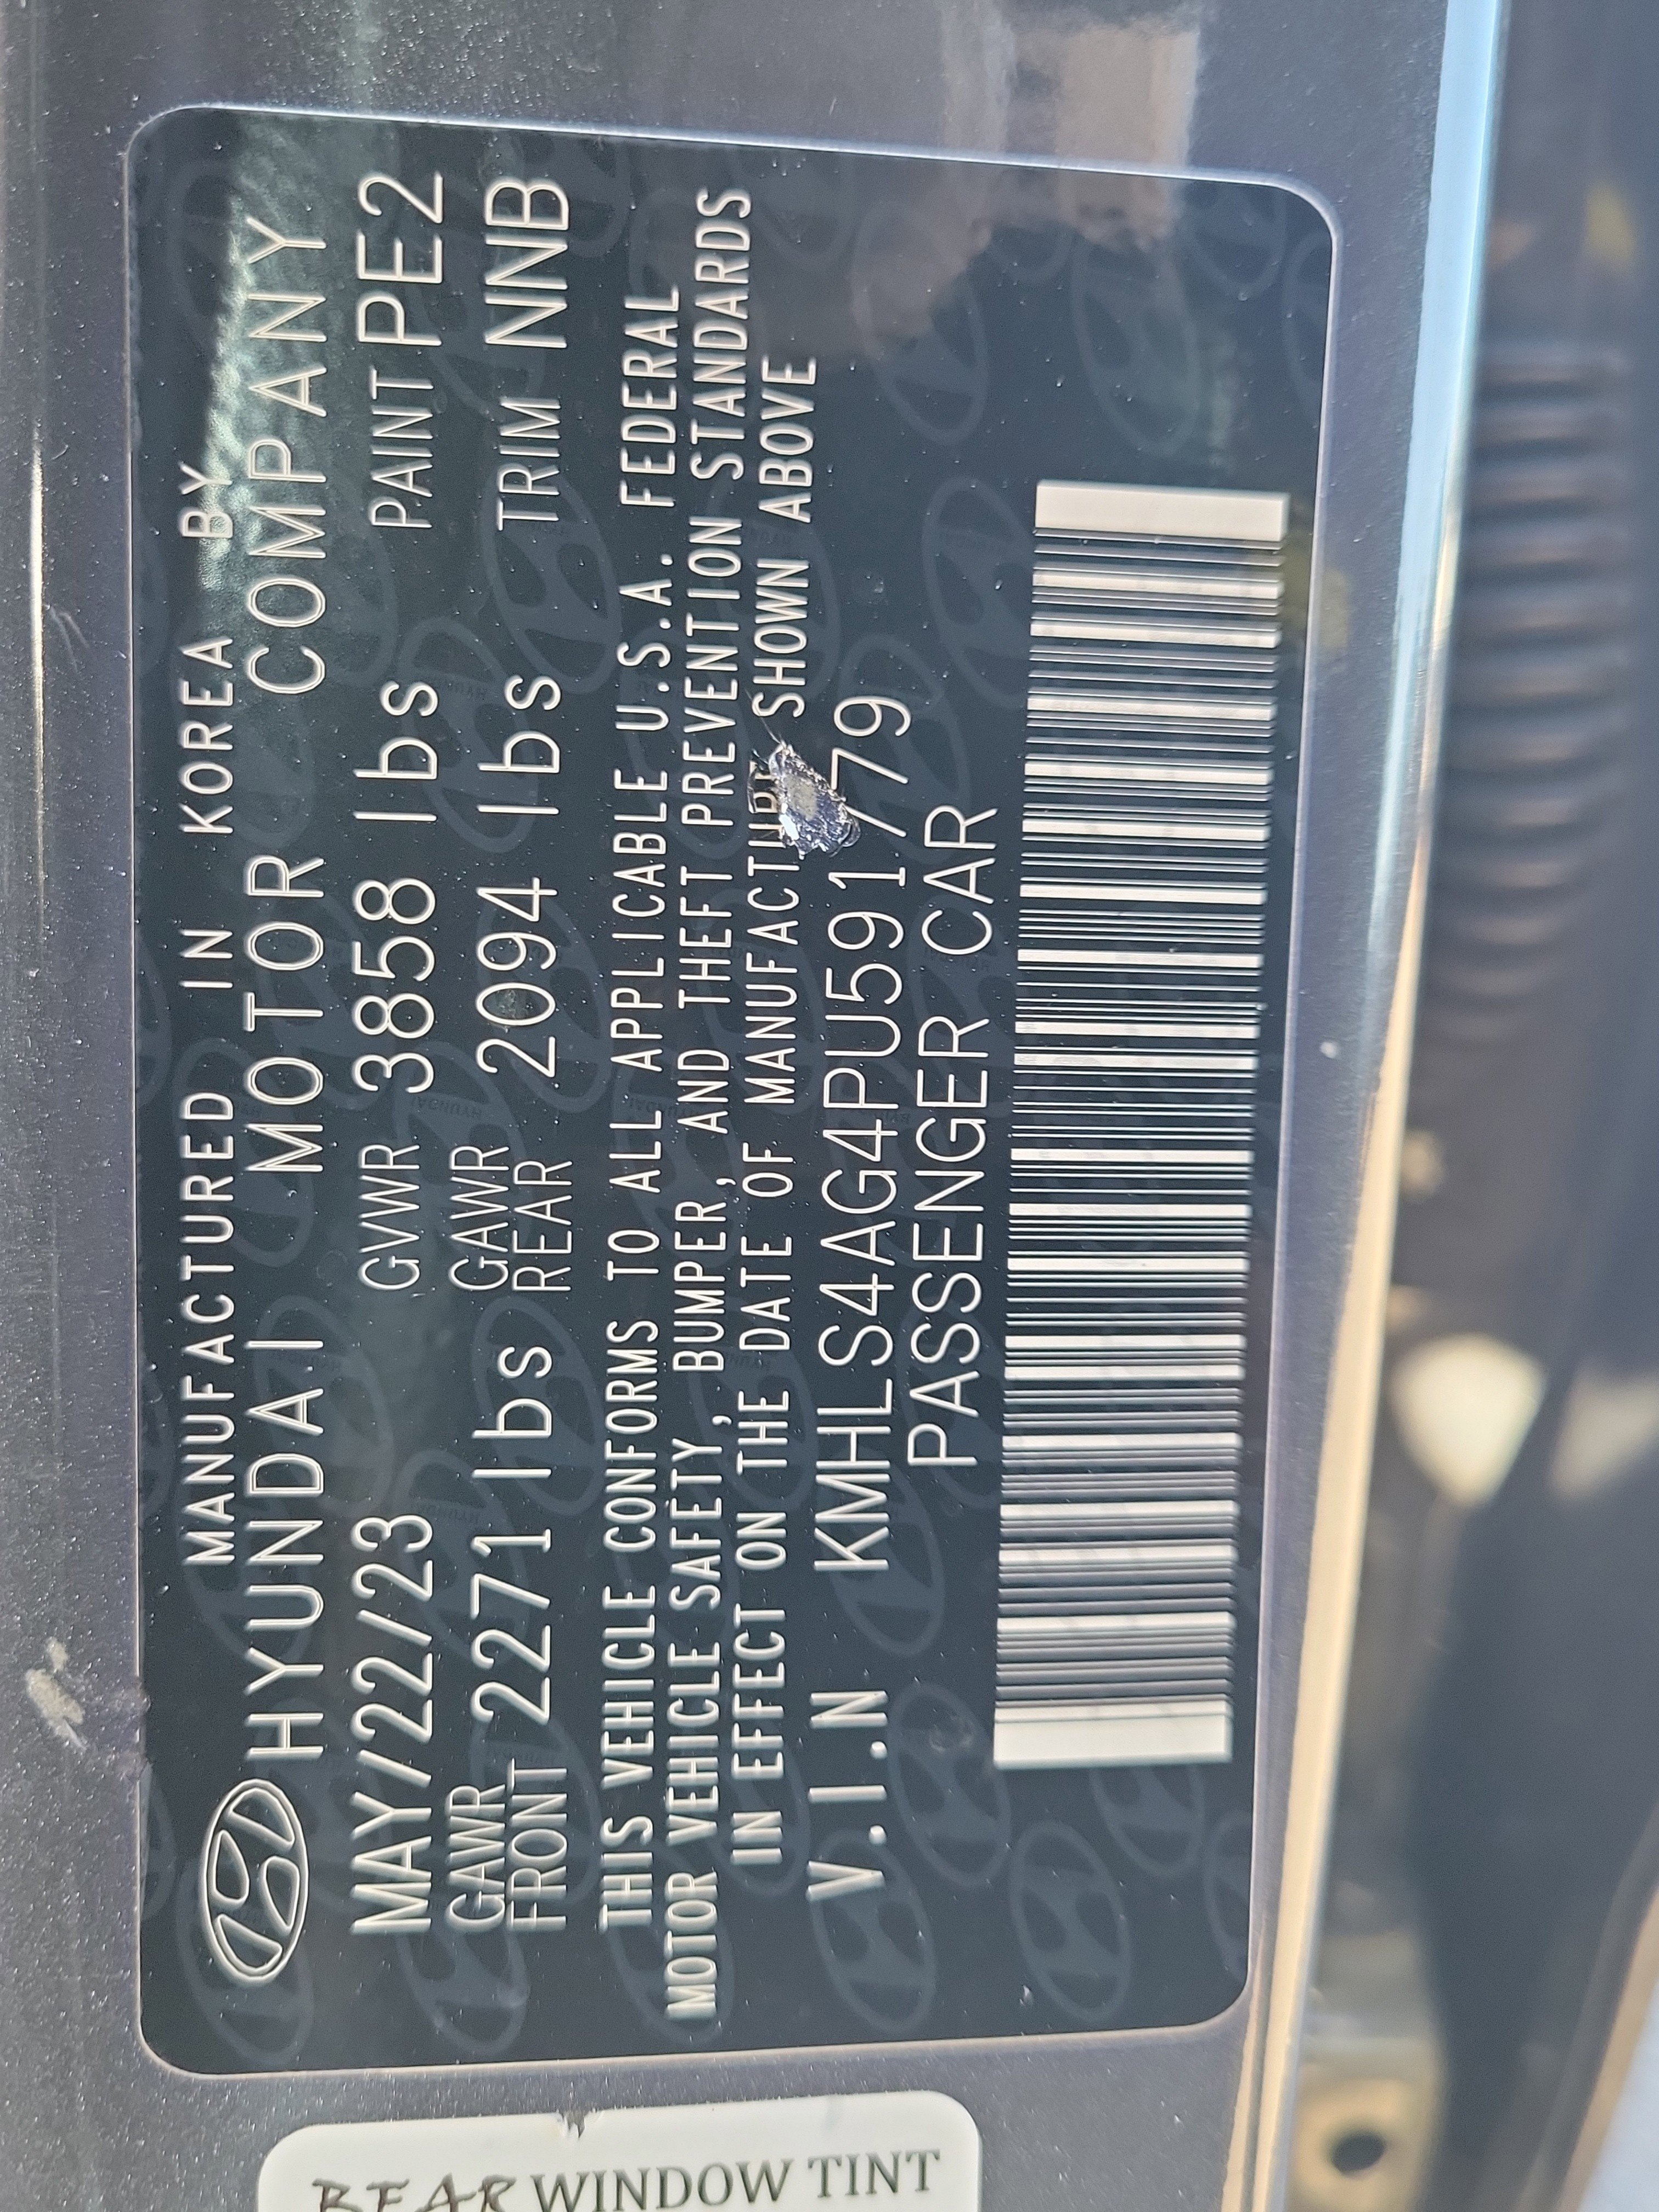 MANUFACTURED IN KOREA BY
HYUNDAI MOTOR COMPANY
MAY/22/23 GVWR 3858 lbs PAINT PE2
GAWR FRONT 2271 lbs GAWR REAR 2094 lbs TRIM NNB
THIS VEHICLE CONFORMS TO ALL APPLICABLE U.S.A. FEDERAL
MOTOR VEHICLE SAFETY, BUMPER, AND THEFT PREVENTION STANDARDS
IN EFFECT ON THE DATE OF MANUFACTURE SHOWN ABOVE
V.I.N KMHLS4AG4PU591779
PASSENGER CAR
BEAR WINDOW TINT